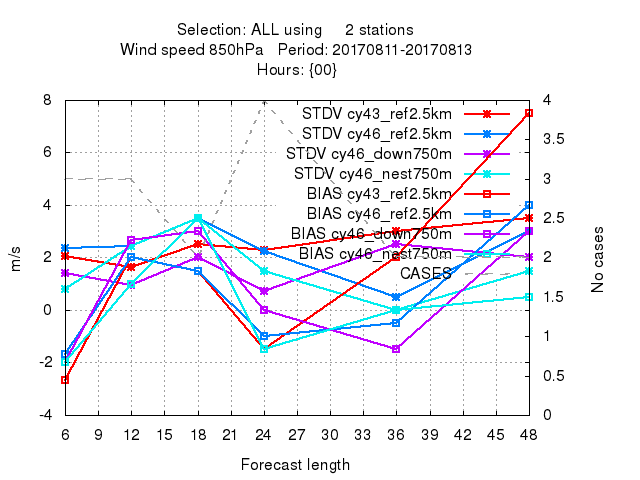 Selection: ALL using 2 stations
Wind speed 850hPa Period: 20170811-20170813
Hours: {00}
STDV cy43_ref2.5km
STDV cy46_ref2.5km
STDV cy46_down750m
STDV cy46_nest750m
BIAS cy43_ref2.5km
BIAS cy46_ref2.5km
BIAS cy46_down750m
BIAS cy46_nest750m
CASES
8
6
4
2
0
-2
-4
m/s
4
3.5
3
2.5
2
1.5
1
0.5
0
No cases
6 9 12 15 18 21 24 27 30 33 36 39 42 45 48
Forecast length